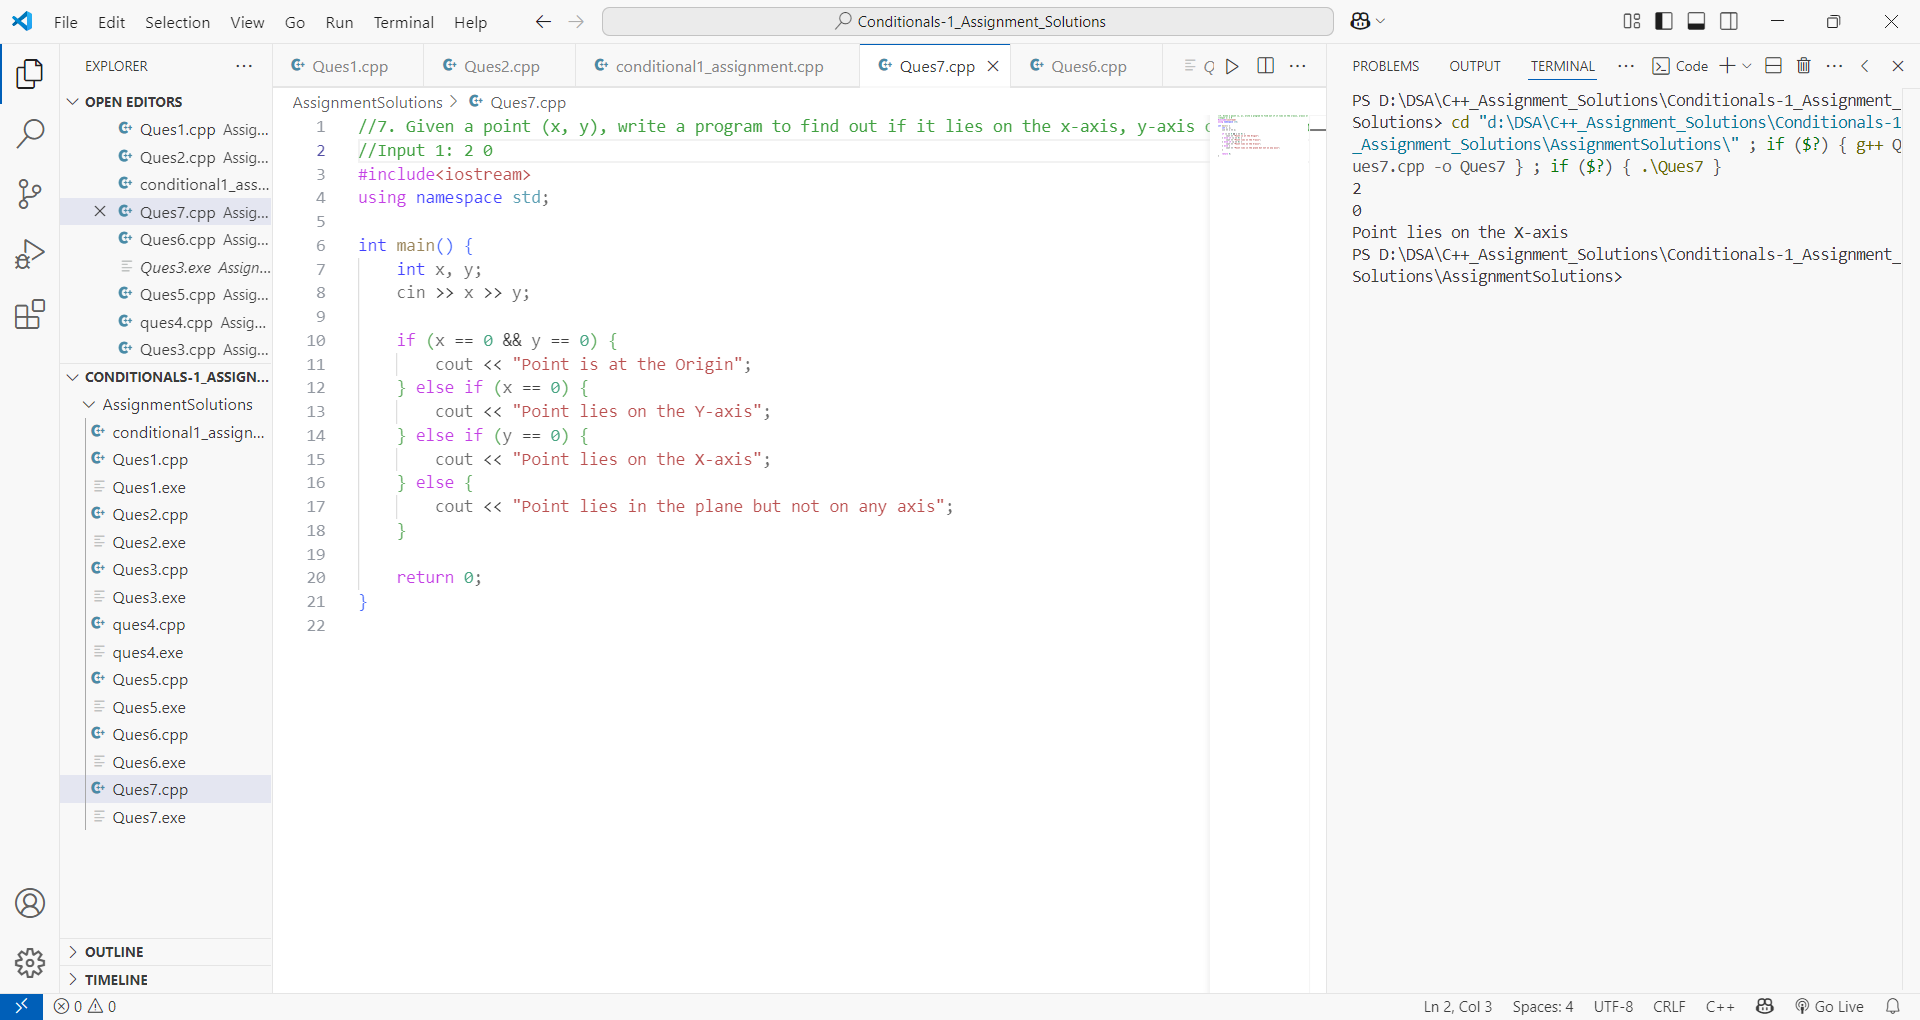 File Edit Selection View Go Run Terminal Help
Conditionals-1_Assignment_Solutions
EXPLORER
OPEN EDITORS
Ques1.cpp Assig...
Ques2.cpp Assig...
conditional1_ass...
Ques7.cpp Assig...
Ques6.cpp Assig...
Ques3.exe Assign...
Ques5.cpp Assig...
ques4.cpp Assig...
Ques3.cpp Assig...
CONDITIONALS-1_ASSIGN...
AssignmentSolutions
conditional1_assign...
Ques1.cpp
Ques1.exe
Ques2.cpp
Ques2.exe
Ques3.cpp
Ques3.exe
ques4.cpp
ques4.exe
Ques5.cpp
Ques5.exe
Ques6.cpp
Ques6.exe
Ques7.cpp
Ques7.exe
OUTLINE
TIMELINE
Ques1.cpp Ques2.cpp conditional1_assignment.cpp Ques7.cpp Ques6.cpp Q
AssignmentSolutions > Ques7.cpp
1 //7. Given a point (x, y), write a program to find out if it lies on the x-axis, y-axis
2 //Input 1: 2 0
3 #include<iostream>
4 using namespace std;
5
6 int main() {
7 int x, y;
8 cin >> x >> y;
9
10 if (x == 0 && y == 0) {
11 cout << "Point is at the Origin";
12 } else if (x == 0) {
13 cout << "Point lies on the Y-axis";
14 } else if (y == 0) {
15 cout << "Point lies on the X-axis";
16 } else {
17 cout << "Point lies in the plane but not on any axis";
18 }
19
20 return 0;
21 }
22
PROBLEMS OUTPUT TERMINAL Code
PS D:\DSA\C++_Assignment_Solutions\Conditionals-1_Assignment_
Solutions> cd "d:\DSA\C++_Assignment_Solutions\Conditionals-1
_Assignment_Solutions\AssignmentSolutions\" ; if ($?) { g++ Q
ues7.cpp -o Ques7 } ; if ($?) { .\Ques7 }
2
0
Point lies on the X-axis
PS D:\DSA\C++_Assignment_Solutions\Conditionals-1_Assignment_
Solutions\AssignmentSolutions>
0 0
Ln 2, Col 3 Spaces: 4 UTF-8 CRLF C++ Go Live